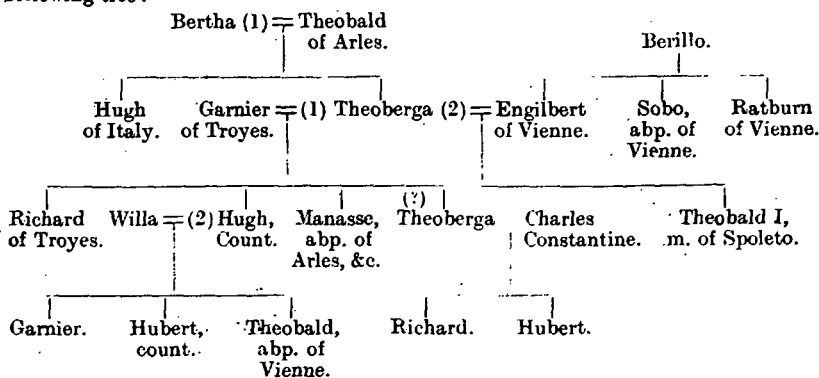 Bertha (1) = Theobald
of Arles.
Berillo.
Hugh
of Italy.
Garnier = (1) Theoberga (2) = Engilbert
of Troyes.
of Vienne.
Sobo,
abp. of
Vienne.
Ratburn
of Vienne.
(?)
Richard
of Troyes.
Willa = (2) Hugh,
Count.
Manasse,
abp. of
Arles, &c.
Theoberga
Charles
Constantine.
Theobald I,
m. of Spoleto.
Garnier.
Hubert,
count.
Theobald,
abp. of
Vienne.
Richard.
Hubert.